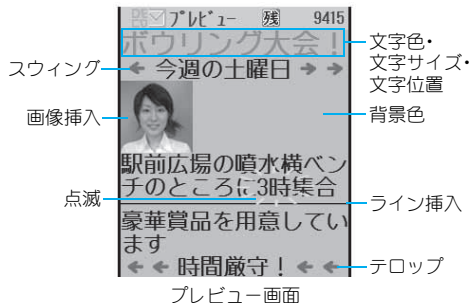 DECO プレビュー 残 9415
ボウリング大会！
← 今週の土曜日 → →
駅前広場の噴水横ベン
チのところに3時集合
豪華賞品を用意してい
ます
← ← 時間厳守！ ← ←
スウィング
画像挿入
点滅
文字色・
文字サイズ・
文字位置
背景色
ライン挿入
テロップ
プレビュー画面